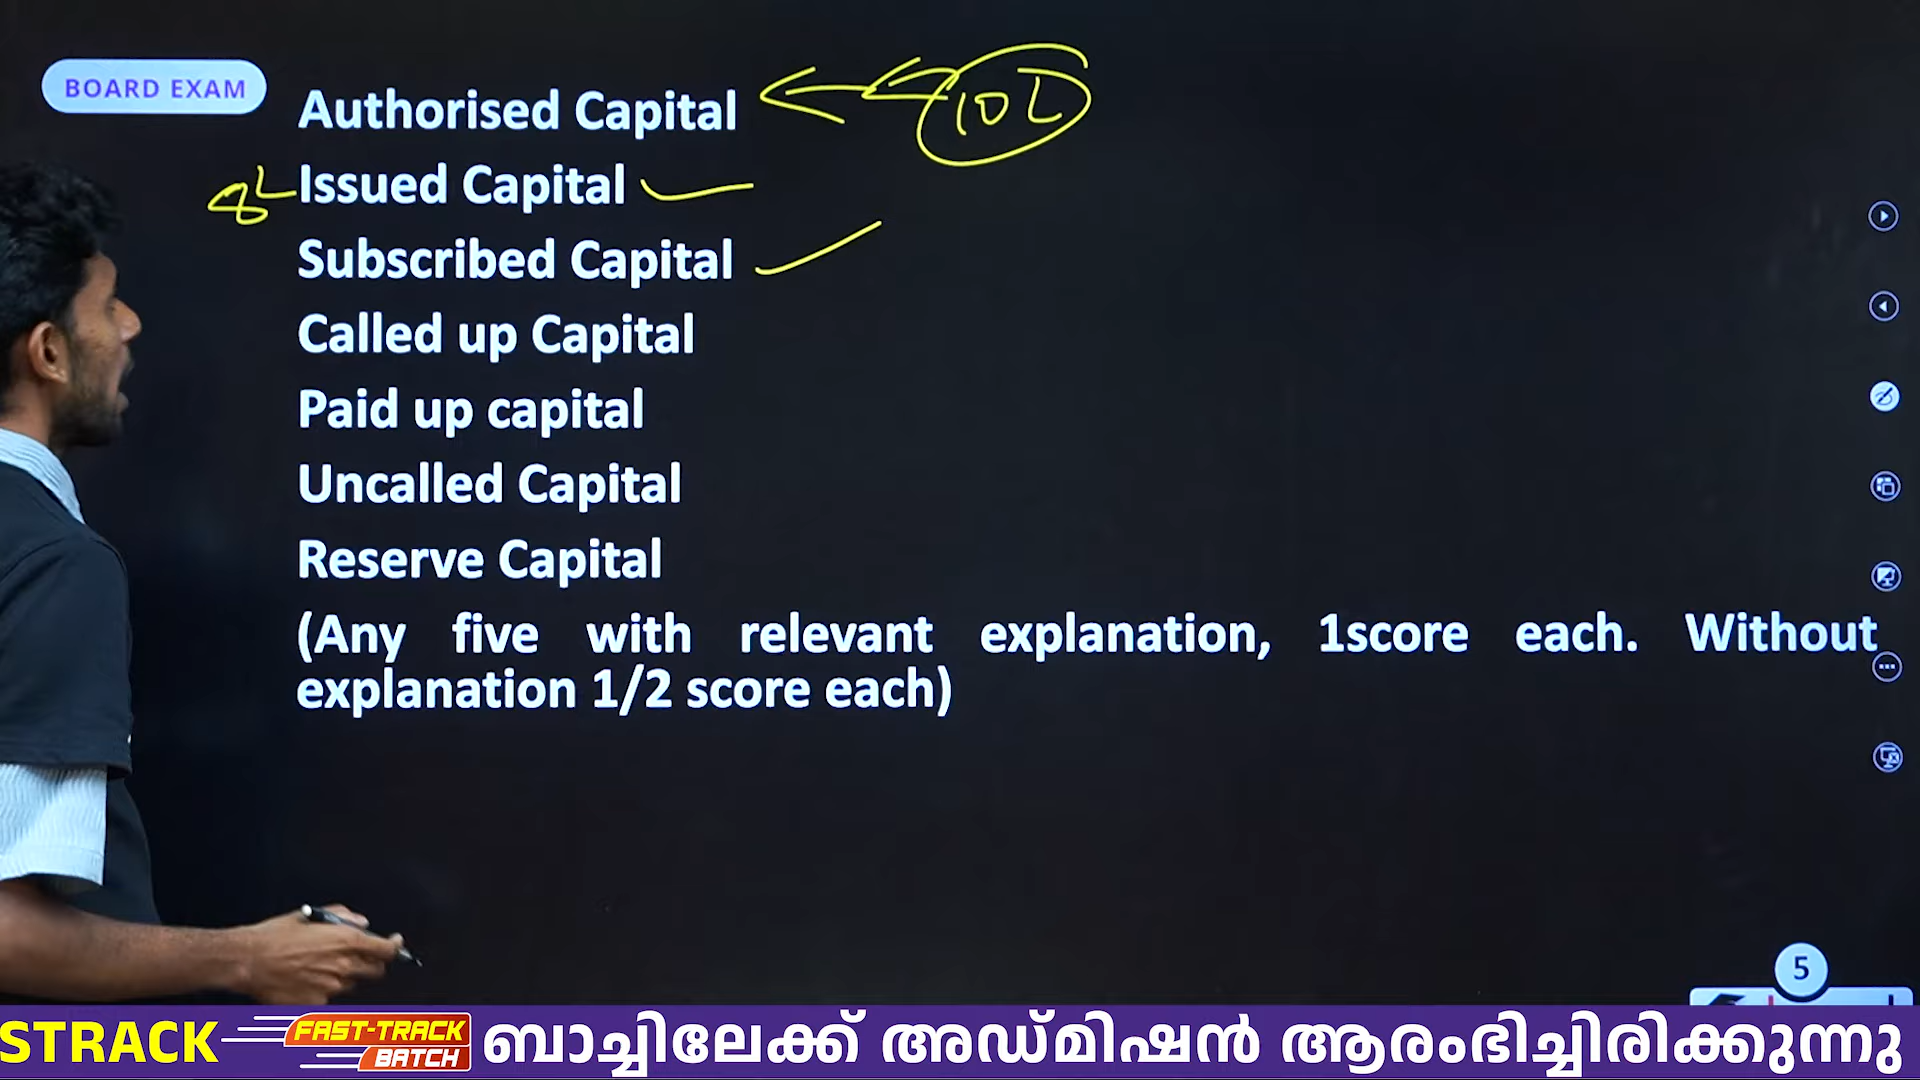 BOARD EXAM
Authorised Capital
10 L
8L
Issued Capital
Subscribed Capital
Called up Capital
Paid up capital
Uncalled Capital
Reserve Capital
(Any five with relevant explanation, 1score each. Without
explanation 1/2 score each)
5
STRACK FAST-TRACK BATCH ബാച്ചിലേക്ക് അഡ്മിഷൻ ആരംഭിച്ചിരിക്കുന്നു